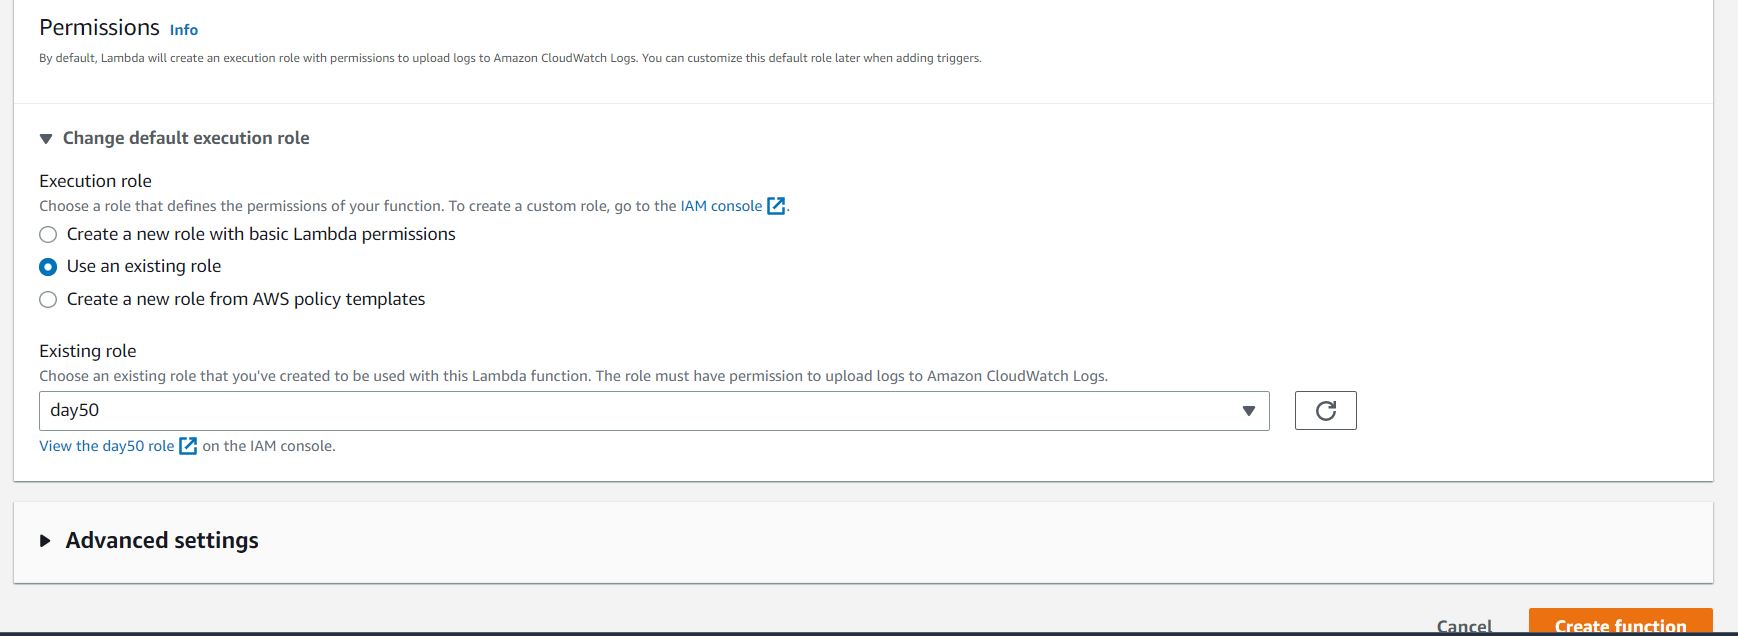 Permissions Info
By default, Lambda will create an execution role with permissions to upload logs to Amazon CloudWatch Logs. You can customize this default role later when adding triggers.
Change default execution role
Execution role
Choose a role that defines the permissions of your function. To create a custom role, go to the IAM console.
Create a new role with basic Lambda permissions
Use an existing role
Create a new role from AWS policy templates
Existing role
Choose an existing role that you've created to be used with this Lambda function. The role must have permission to upload logs to Amazon CloudWatch Logs.
day50
View the day50 role on the IAM console.
Advanced settings
Cancel Create function